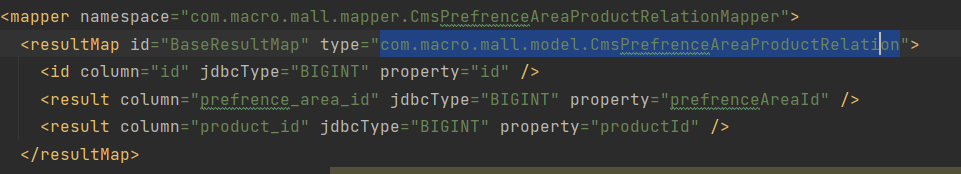 <mapper namespace="com.macro.mall.mapper.CmsPrefrenceAreaProductRelationMapper">
<resultMap id="BaseResultMap" type="com.macro.mall.model.CmsPrefrenceAreaProductRelation">
<id column="id" jdbcType="BIGINT" property="id" />
<result column="prefrence_area_id" jdbcType="BIGINT" property="prefrenceAreaId" />
<result column="product_id" jdbcType="BIGINT" property="productId" />
</resultMap>